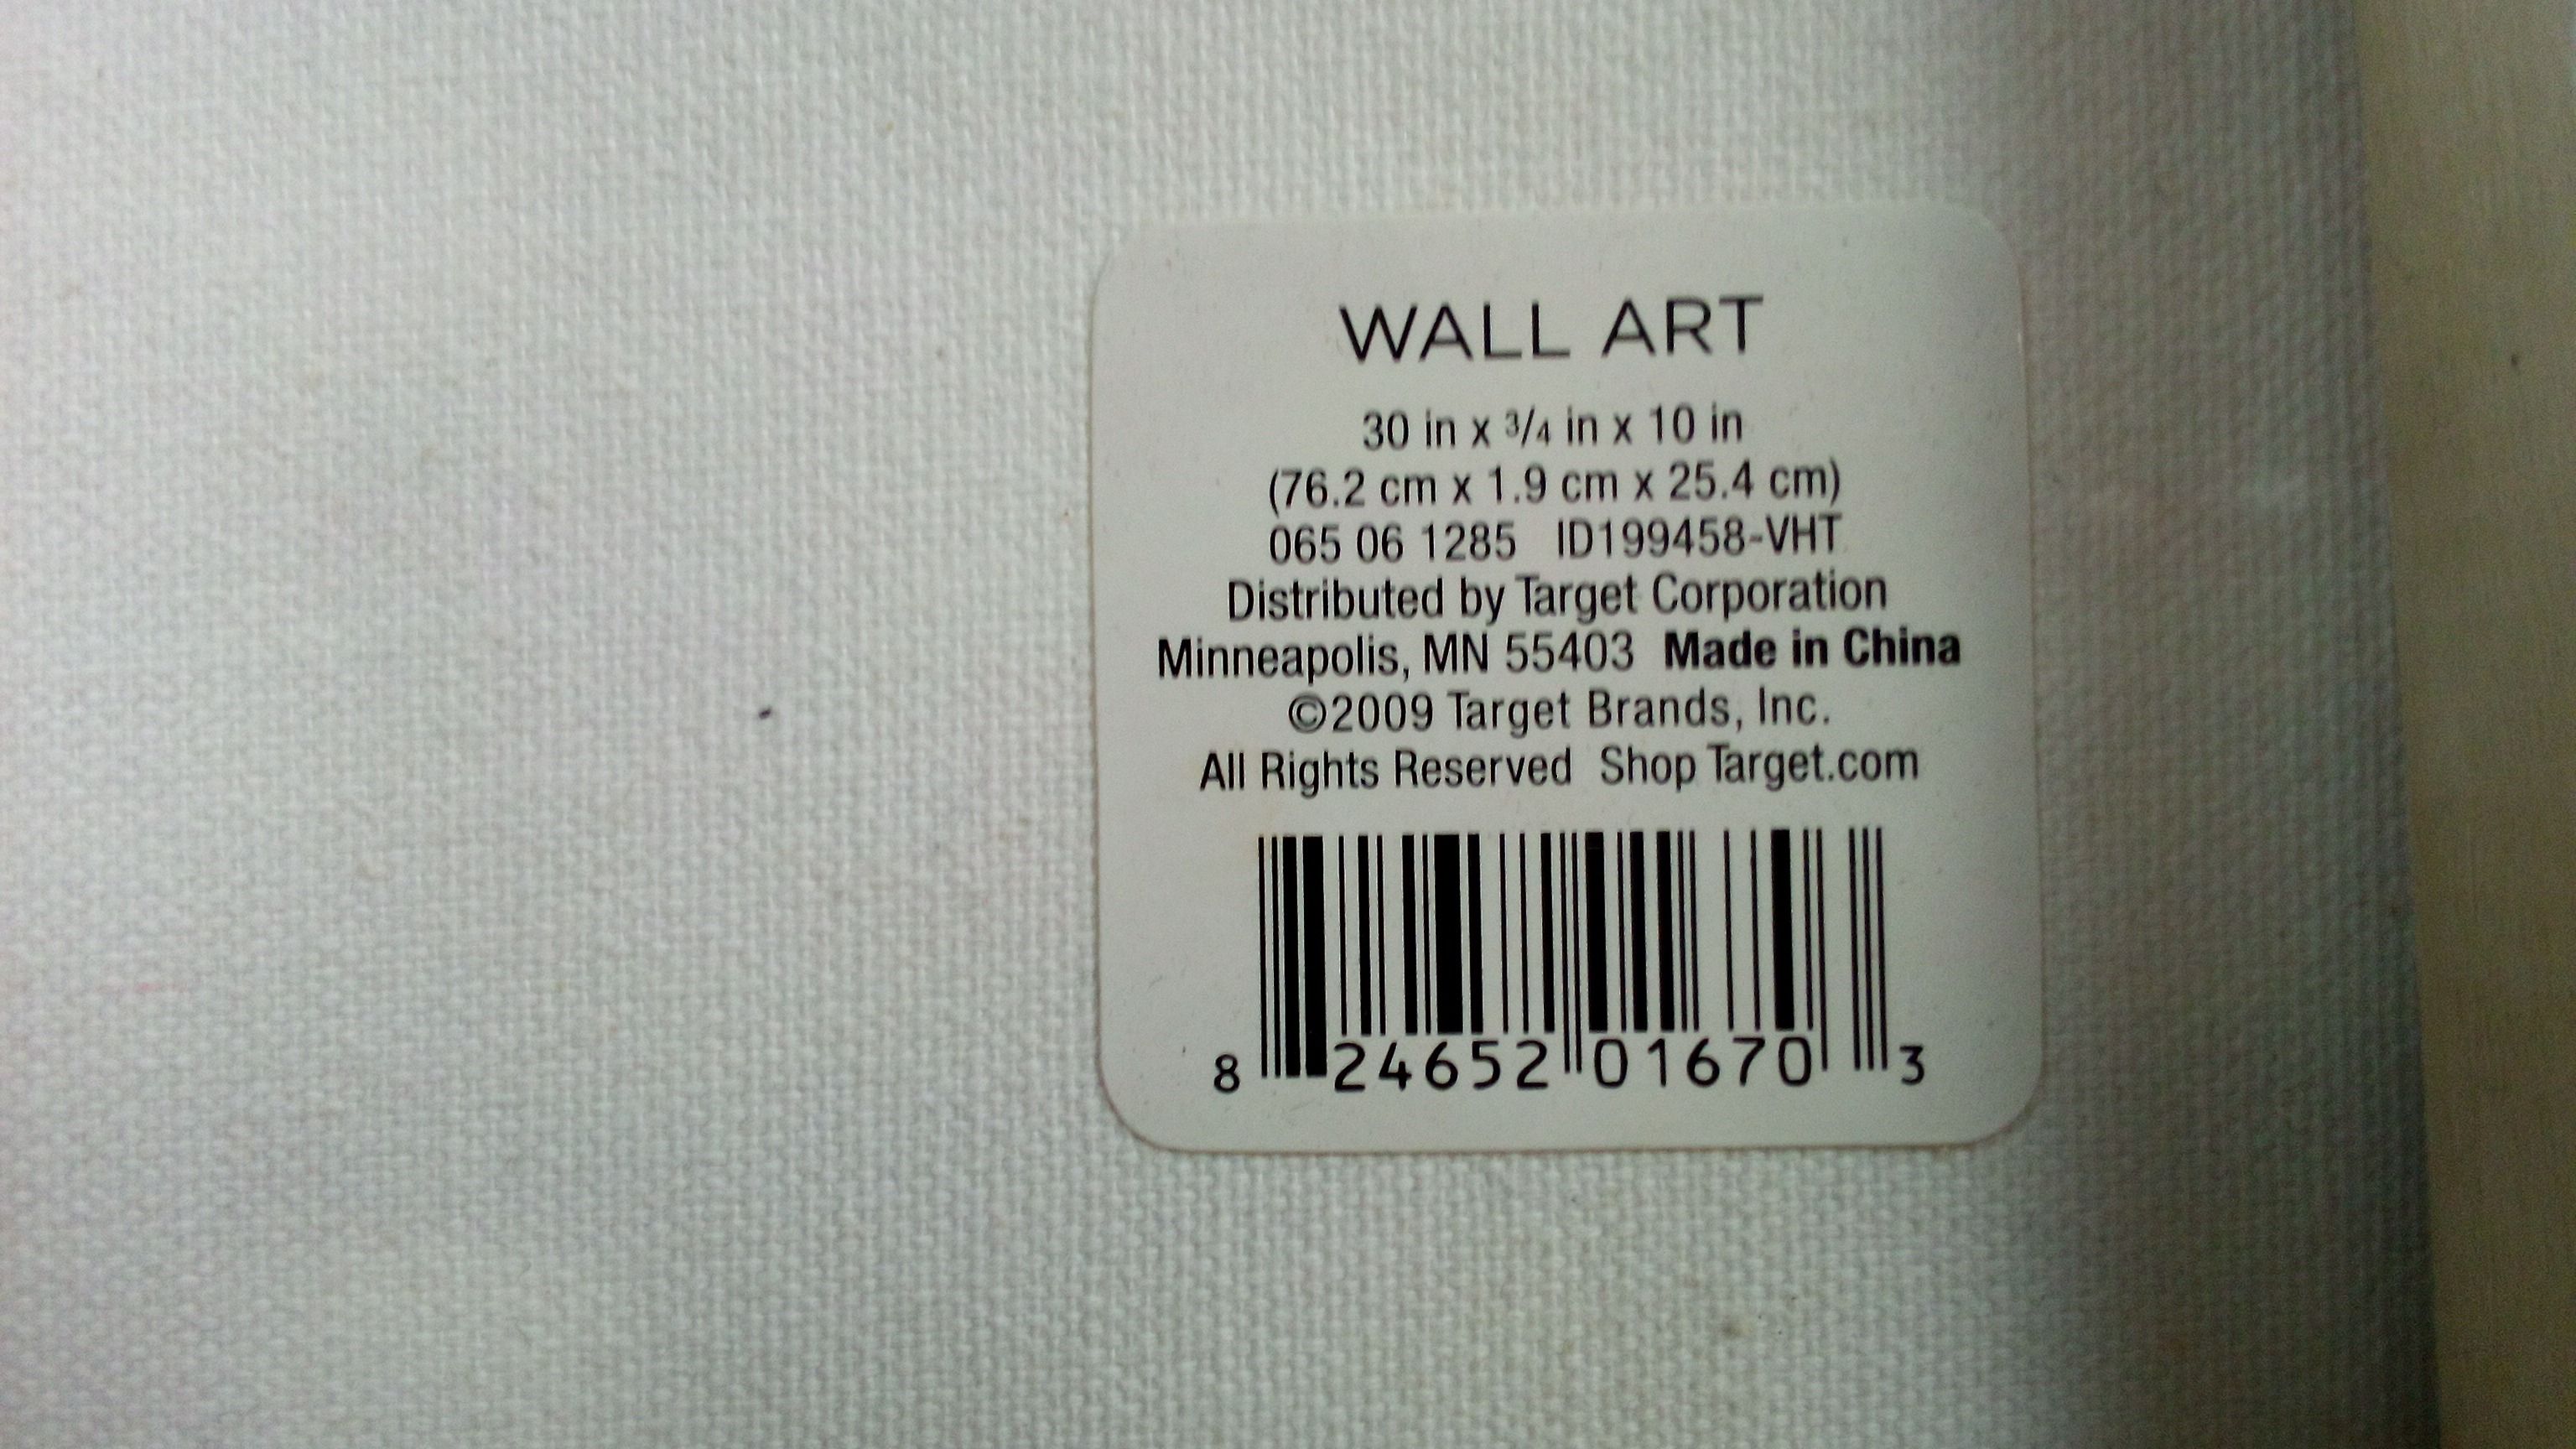 WALL ART
30 in x 3/4 in x 10 in
(76.2 cm x 1.9 cm x 25.4 cm)
065 06 1285 ID199458-VHT
Distributed by Target Corporation
Minneapolis, MN 55403 Made in China
©2009 Target Brands, Inc.
All Rights Reserved Shop Target.com
8 24652 01670 3